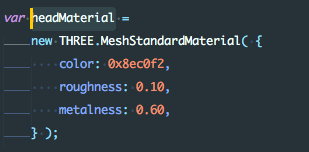 var headMaterial =
new THREE.MeshStandardMaterial( {
color: 0x8ec0f2,
roughness: 0.10,
metalness: 0.60,
} );